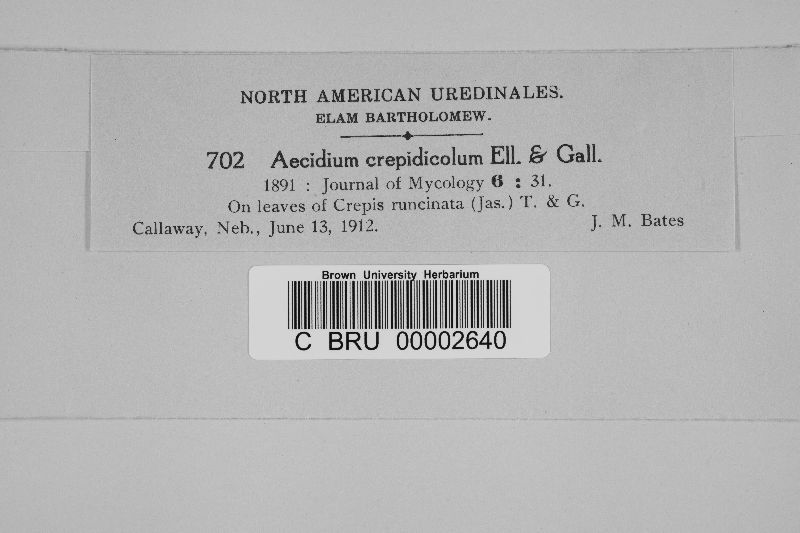 NORTH AMERICAN UREDINALES.
ELAM BARTHOLOMEW.
702 Aecidium crepidicolum Ell. & Gall.
1891 : Journal of Mycology 6 : 31.
On leaves of Crepis runcinata (Jas.) T. & G.
Callaway, Neb., June 13, 1912. J. M. Bates
Brown University Herbarium
C BRU 00002640